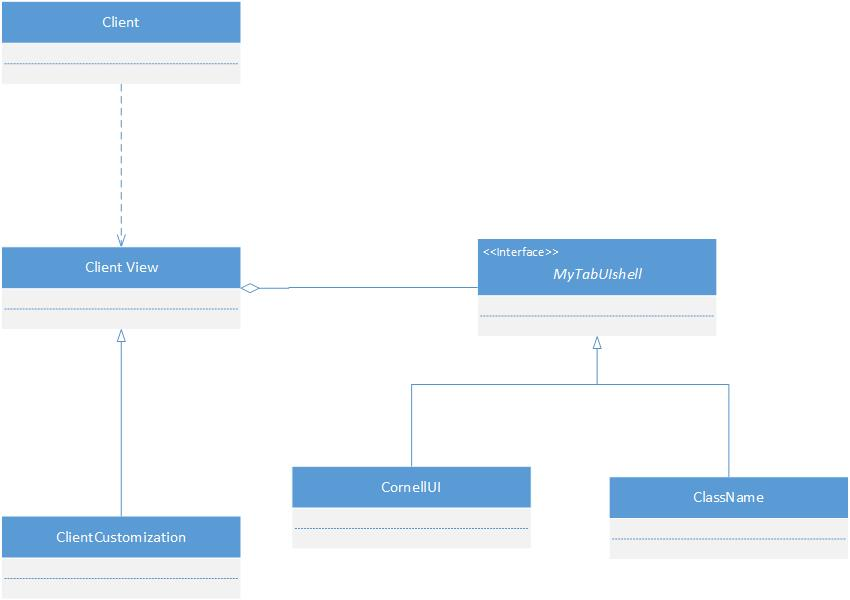 Client
Client View
<<Interface>>
MyTabUIshell
CornellUI
ClassName
ClientCustomization